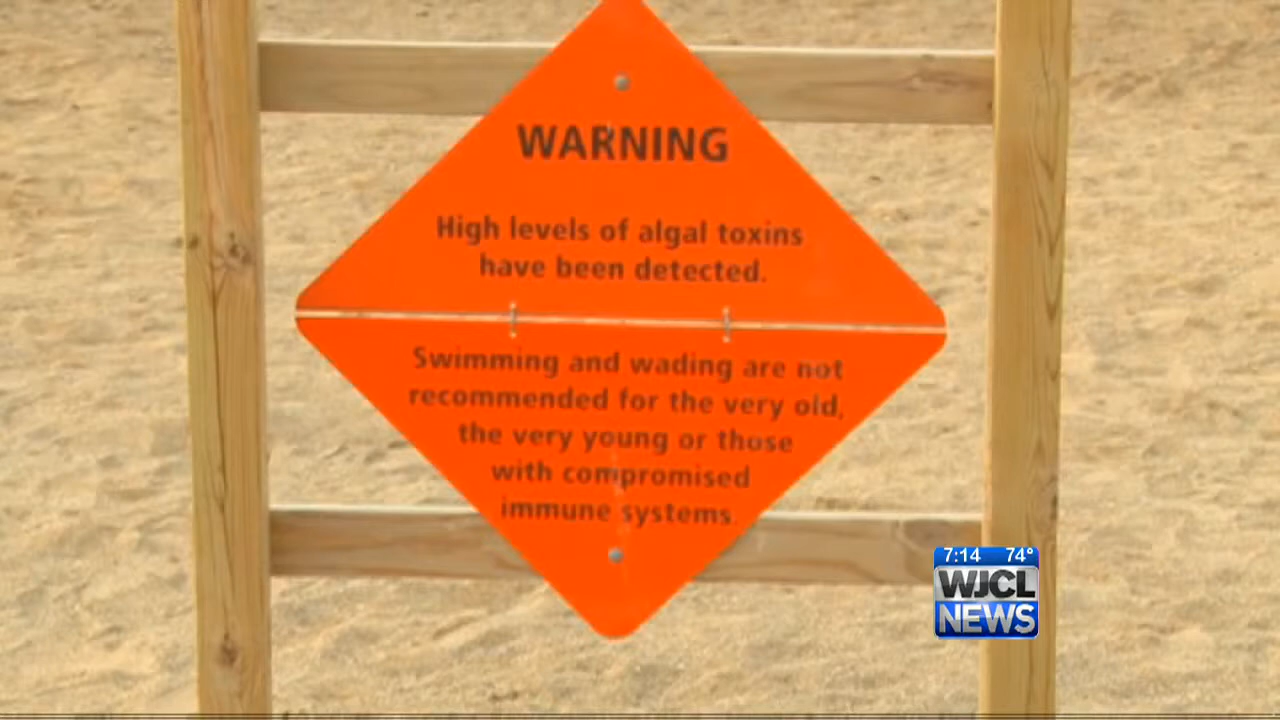 WARNING
High levels of algal toxins
have been detected.
Swimming and wading are not
recommended for the very old,
the very young or those
with compromised
immune systems.
7:14 74°
WJCL
NEWS